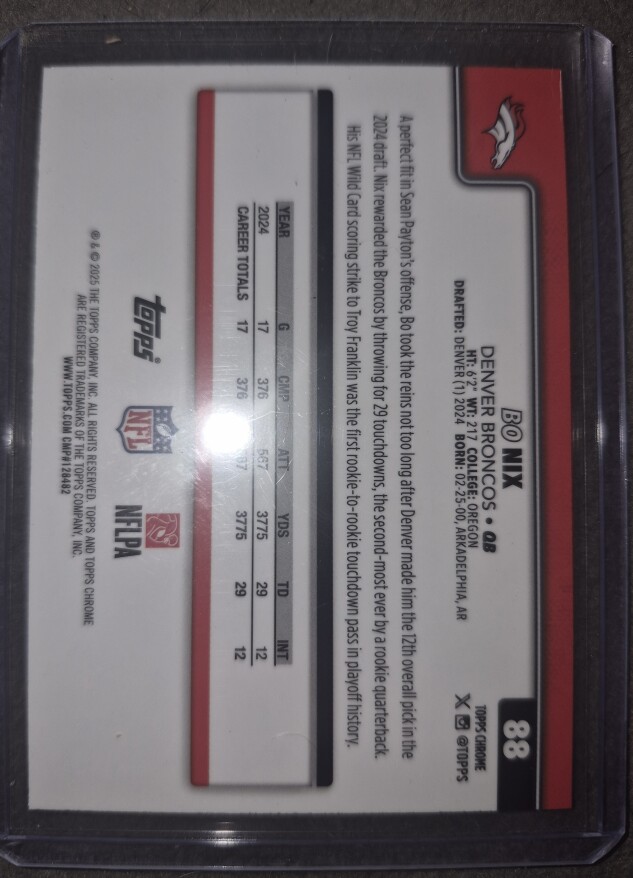 88
TOPPS CHROME
@TOPPS
BO NIX
DENVER BRONCOS • QB
HT: 6'2" WT: 217 COLLEGE: OREGON
DRAFTED: DENVER (1) 2024 BORN: 02-25-00, ARKADELPHIA, AR
A perfect fit in Sean Payton's offense, Bo took the reins not too long after Denver made him the 12th overall pick in the
2024 draft. Nix rewarded the Broncos by throwing for 29 touchdowns, the second-most ever by a rookie quarterback.
His NFL Wild Card scoring strike to Troy Franklin was the first rookie-to-rookie touchdown pass in playoff history.
YEAR G CMP ATT YDS TD INT
2024 17 376 567 3775 29 12
CAREER TOTALS 17 376 3775 29 12
topps NFL NFLPA
® & © 2025 THE TOPPS COMPANY, INC. ALL RIGHTS RESERVED. TOPPS AND TOPPS CHROME
ARE REGISTERED TRADEMARKS OF THE TOPPS COMPANY, INC.
WWW.TOPPS.COM CMP#128482